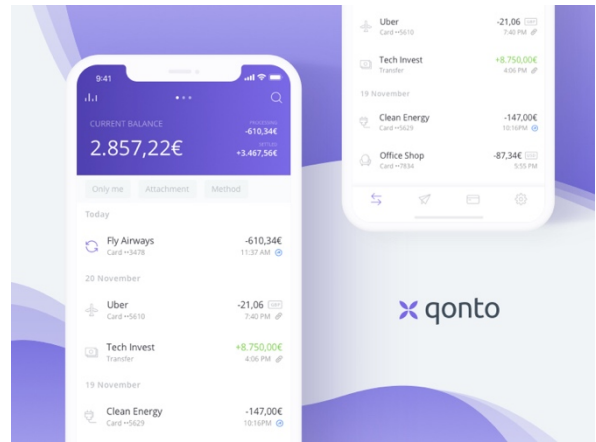 9:41
CURRENT BALANCE
2.857,22€
PROCESSING
-610,34€
SETTLED
+3.467,56€
Only me Attachment Method
Today
Fly Airways -610,34€
Card ••3478 11:37 AM
20 November
Uber -21,06
Card ••5610 7:40 PM
Tech Invest +8.750,00€
Transfer 4:06 PM
19 November
Clean Energy -147,00€
Card ••5629 10:16PM
Uber -21,06
Card ••5610 7:40 PM
Tech Invest +8.750,00€
Transfer 4:06 PM
19 November
Clean Energy -147,00€
Card ••5629 10:16PM
Office Shop -87,34€
Card ••7834 5:55 PM
qonto